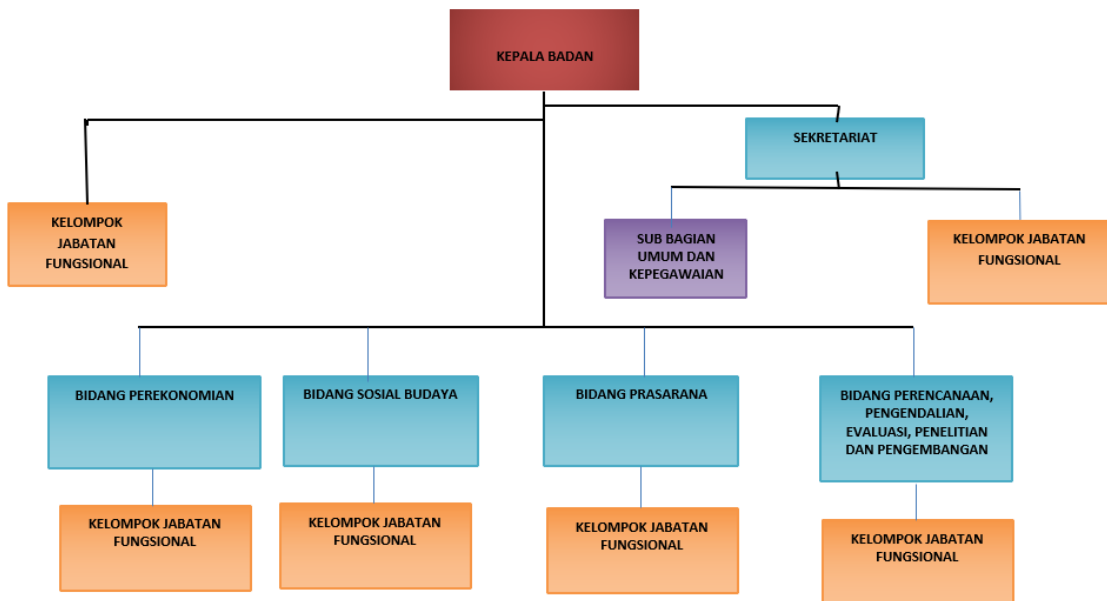 KEPALA BADAN
SEKRETARIAT
KELOMPOK
JABATAN
FUNGSIONAL
SUB BAGIAN
UMUM DAN
KEPEGAWAIAN
KELOMPOK JABATAN
FUNGSIONAL
BIDANG PEREKONOMIAN
BIDANG SOSIAL BUDAYA
BIDANG PRASARANA
BIDANG PERENCANAAN,
PENGENDALIAN,
EVALUASI, PENELITIAN
DAN PENGEMBANGAN
KELOMPOK JABATAN
FUNGSIONAL
KELOMPOK JABATAN
FUNGSIONAL
KELOMPOK JABATAN
FUNGSIONAL
KELOMPOK JABATAN
FUNGSIONAL